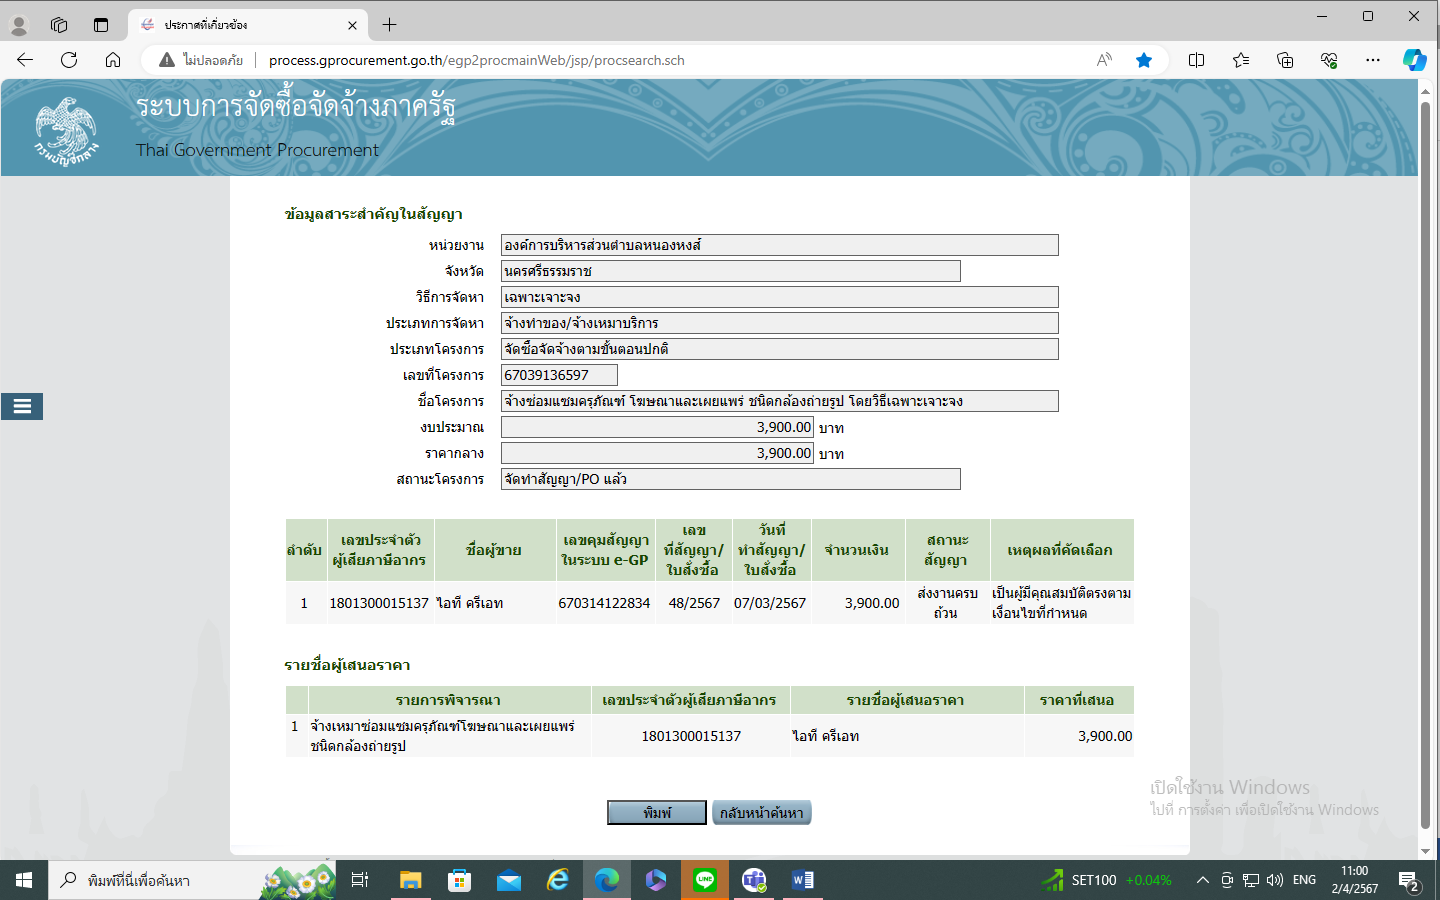 ประกาศที่เกี่ยวข้อง
ไม่ปลอดภัย process.gprocurement.go.th/egp2procmainWeb/jsp/procsearch.sch
ระบบการจัดซื้อจัดจ้างภาครัฐ
Thai Government Procurement
กรมบัญชีกลาง
ข้อมูลสาระสำคัญในสัญญา
หน่วยงาน องค์การบริหารส่วนตำบลหนองหงส์
จังหวัด นครศรีธรรมราช
วิธีการจัดหา เฉพาะเจาะจง
ประเภทการจัดหา จ้างทำของ/จ้างเหมาบริการ
ประเภทโครงการ จัดซื้อจัดจ้างตามขั้นตอนปกติ
เลขที่โครงการ 67039136597
ชื่อโครงการ จ้างซ่อมแซมครุภัณฑ์ โฆษณาและเผยแพร่ ชนิดกล้องถ่ายรูป โดยวิธีเฉพาะเจาะจง
งบประมาณ 3,900.00 บาท
ราคากลาง 3,900.00 บาท
สถานะโครงการ จัดทำสัญญา/PO แล้ว
ลำดับ เลขประจำตัวผู้เสียภาษีอากร ชื่อผู้ขาย เลขคุมสัญญาในระบบ e-GP เลขที่สัญญา/ใบสั่งซื้อ วันที่ทำสัญญา/ใบสั่งซื้อ จำนวนเงิน สถานะสัญญา เหตุผลที่คัดเลือก
1 1801300015137 ไอที ครีเอท 670314122834 48/2567 07/03/2567 3,900.00 ส่งงานครบถ้วน เป็นผู้มีคุณสมบัติตรงตามเงื่อนไขที่กำหนด
รายชื่อผู้เสนอราคา
รายการพิจารณา เลขประจำตัวผู้เสียภาษีอากร รายชื่อผู้เสนอราคา ราคาที่เสนอ
1 จ้างเหมาซ่อมแซมครุภัณฑ์โฆษณาและเผยแพร่ ชนิดกล้องถ่ายรูป 1801300015137 ไอที ครีเอท 3,900.00
พิมพ์ กลับหน้าค้นหา
เปิดใช้งาน Windows
ไปที่ การตั้งค่า เพื่อเปิดใช้งาน Windows
พิมพ์ที่นี่เพื่อค้นหา
LINE
SET100 +0.04%
ENG
11:00
2/4/2567
2